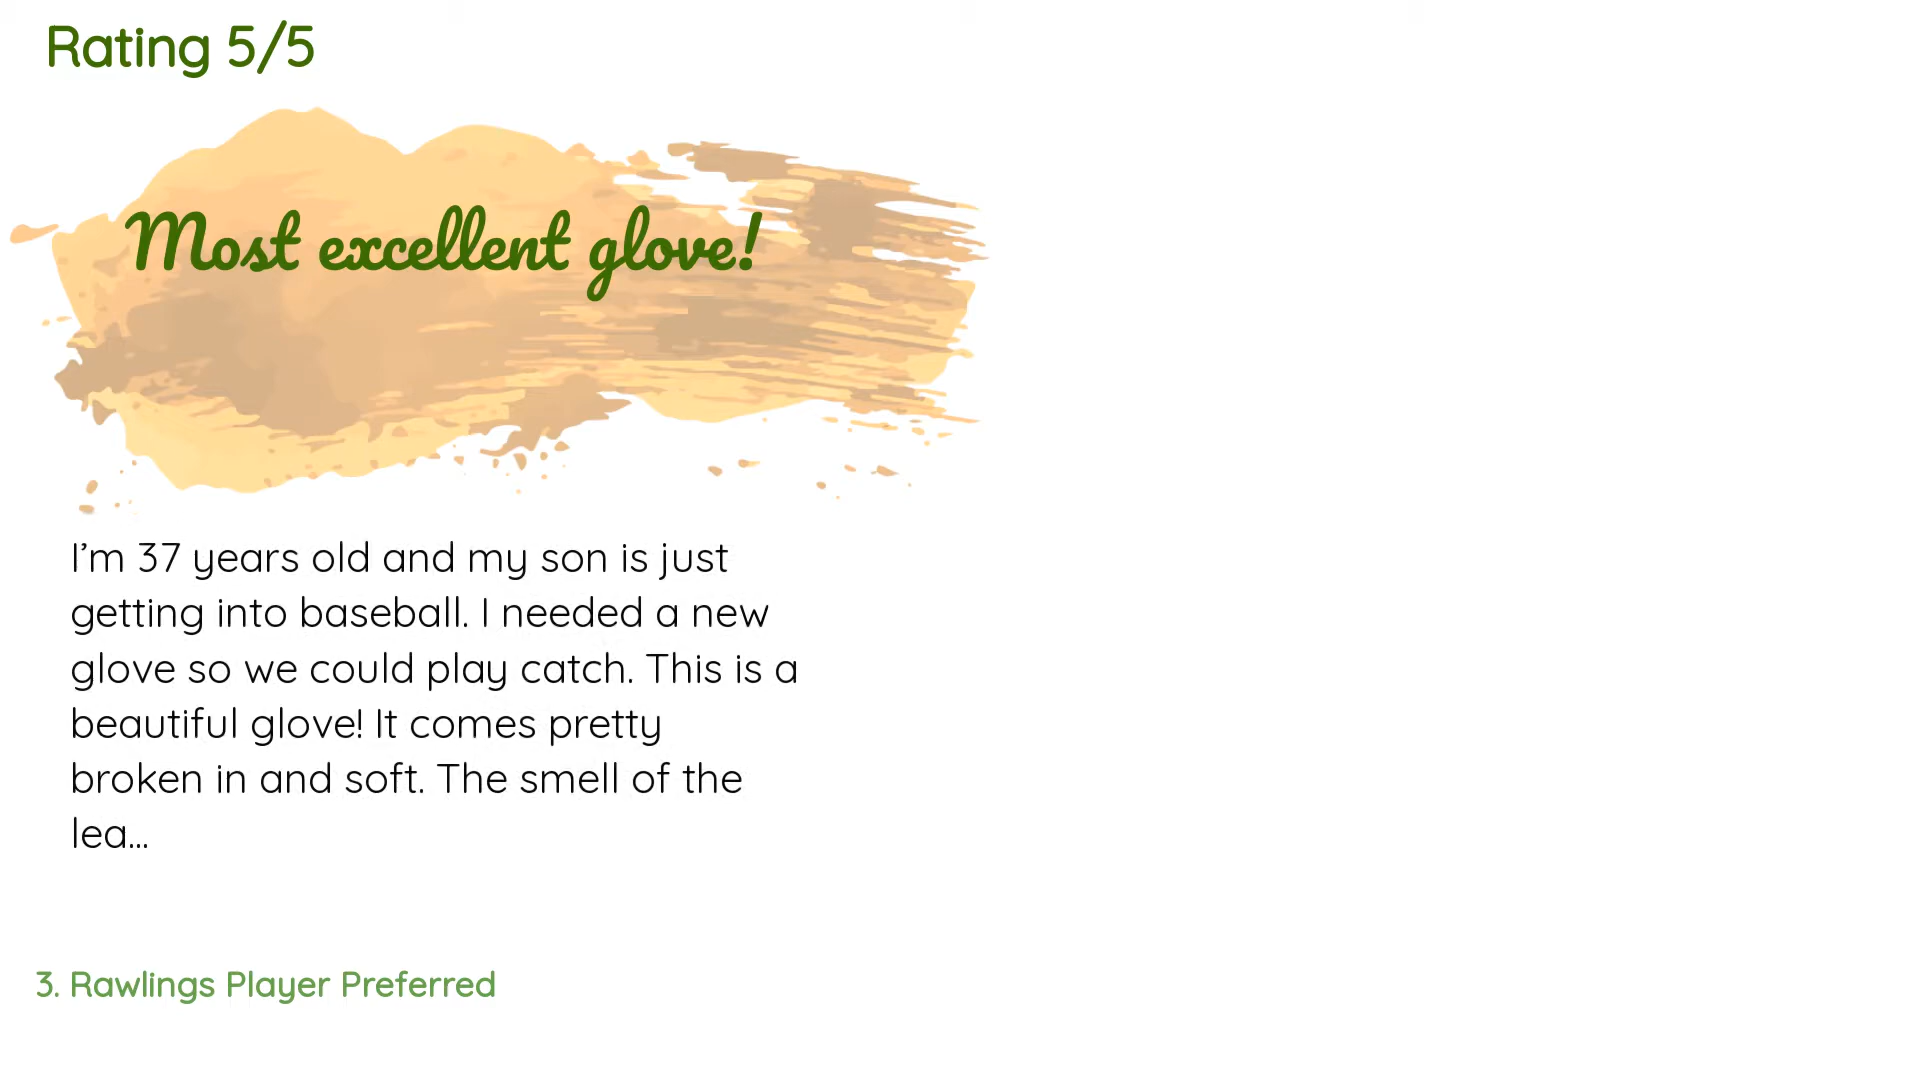 Rating 5/5
Most excellent glove!
I’m 37 years old and my son is just
getting into baseball. I needed a new
glove so we could play catch. This is a
beautiful glove! It comes pretty
broken in and soft. The smell of the
lea...
3. Rawlings Player Preferred